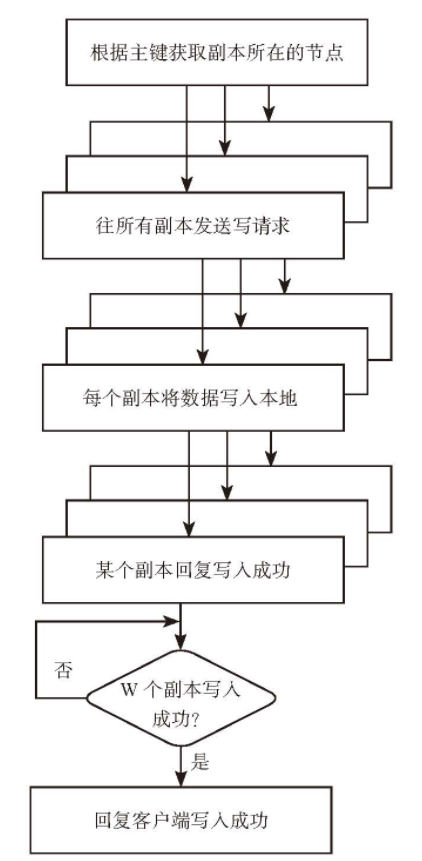 根据主键获取副本所在的节点
往所有副本发送写请求
每个副本将数据写入本地
某个副本回复写入成功
否
W 个副本写入
成功?
是
回复客户端写入成功